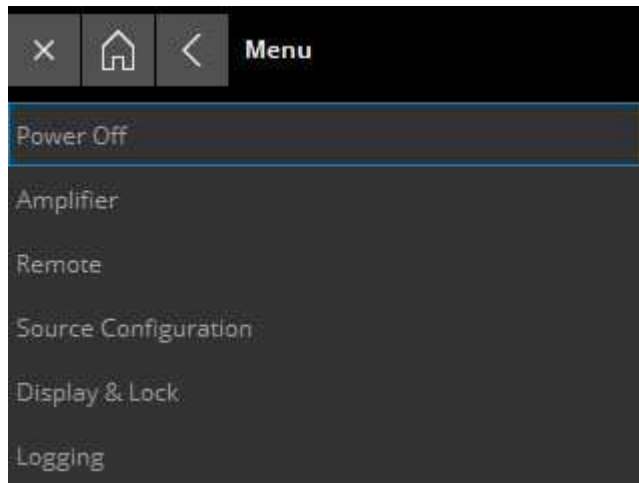 Menu
Power Off
Amplifier
Remote
Source Configuration
Display & Lock
Logging